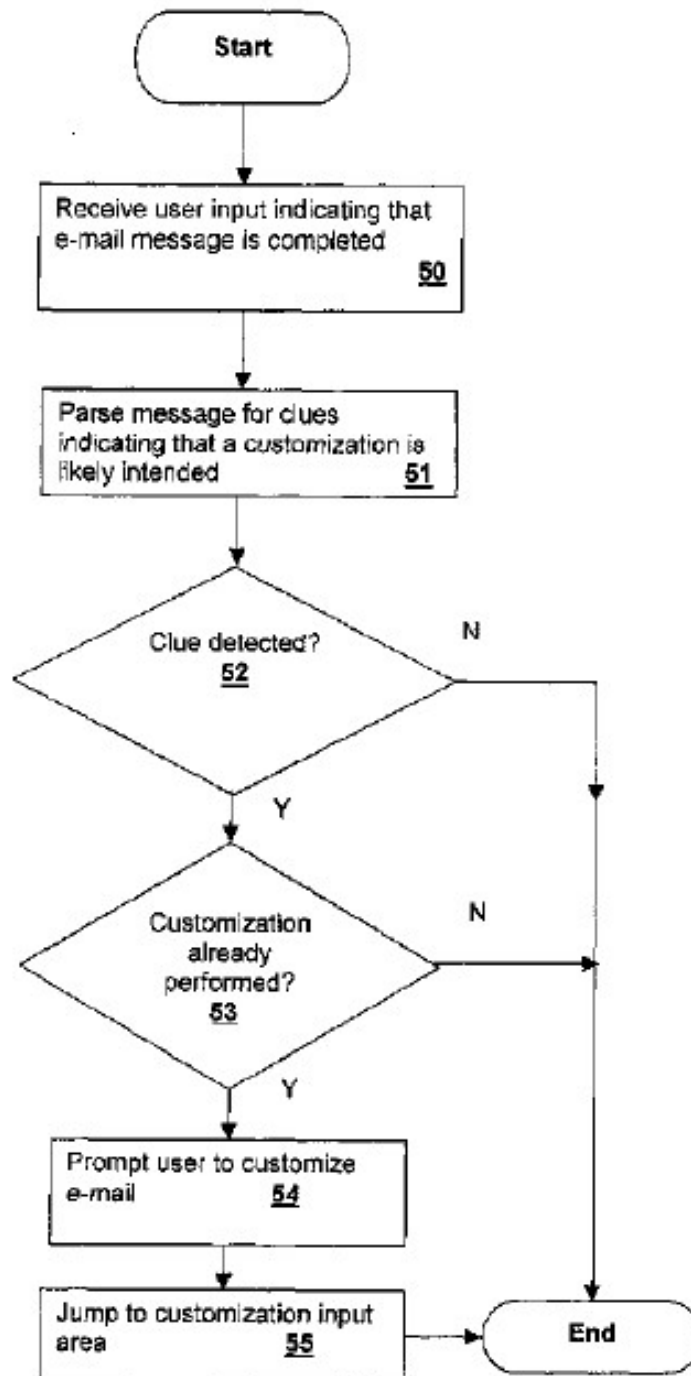 Start
Receive user input indicating that
e-mail message is completed
50
Parse message for clues
indicating that a customization is
likely intended 51
Clue detected?
52
N
Y
Customization
already
performed?
53
N
Y
Prompt user to customize
e-mail 54
Jump to customization input
area 55
End